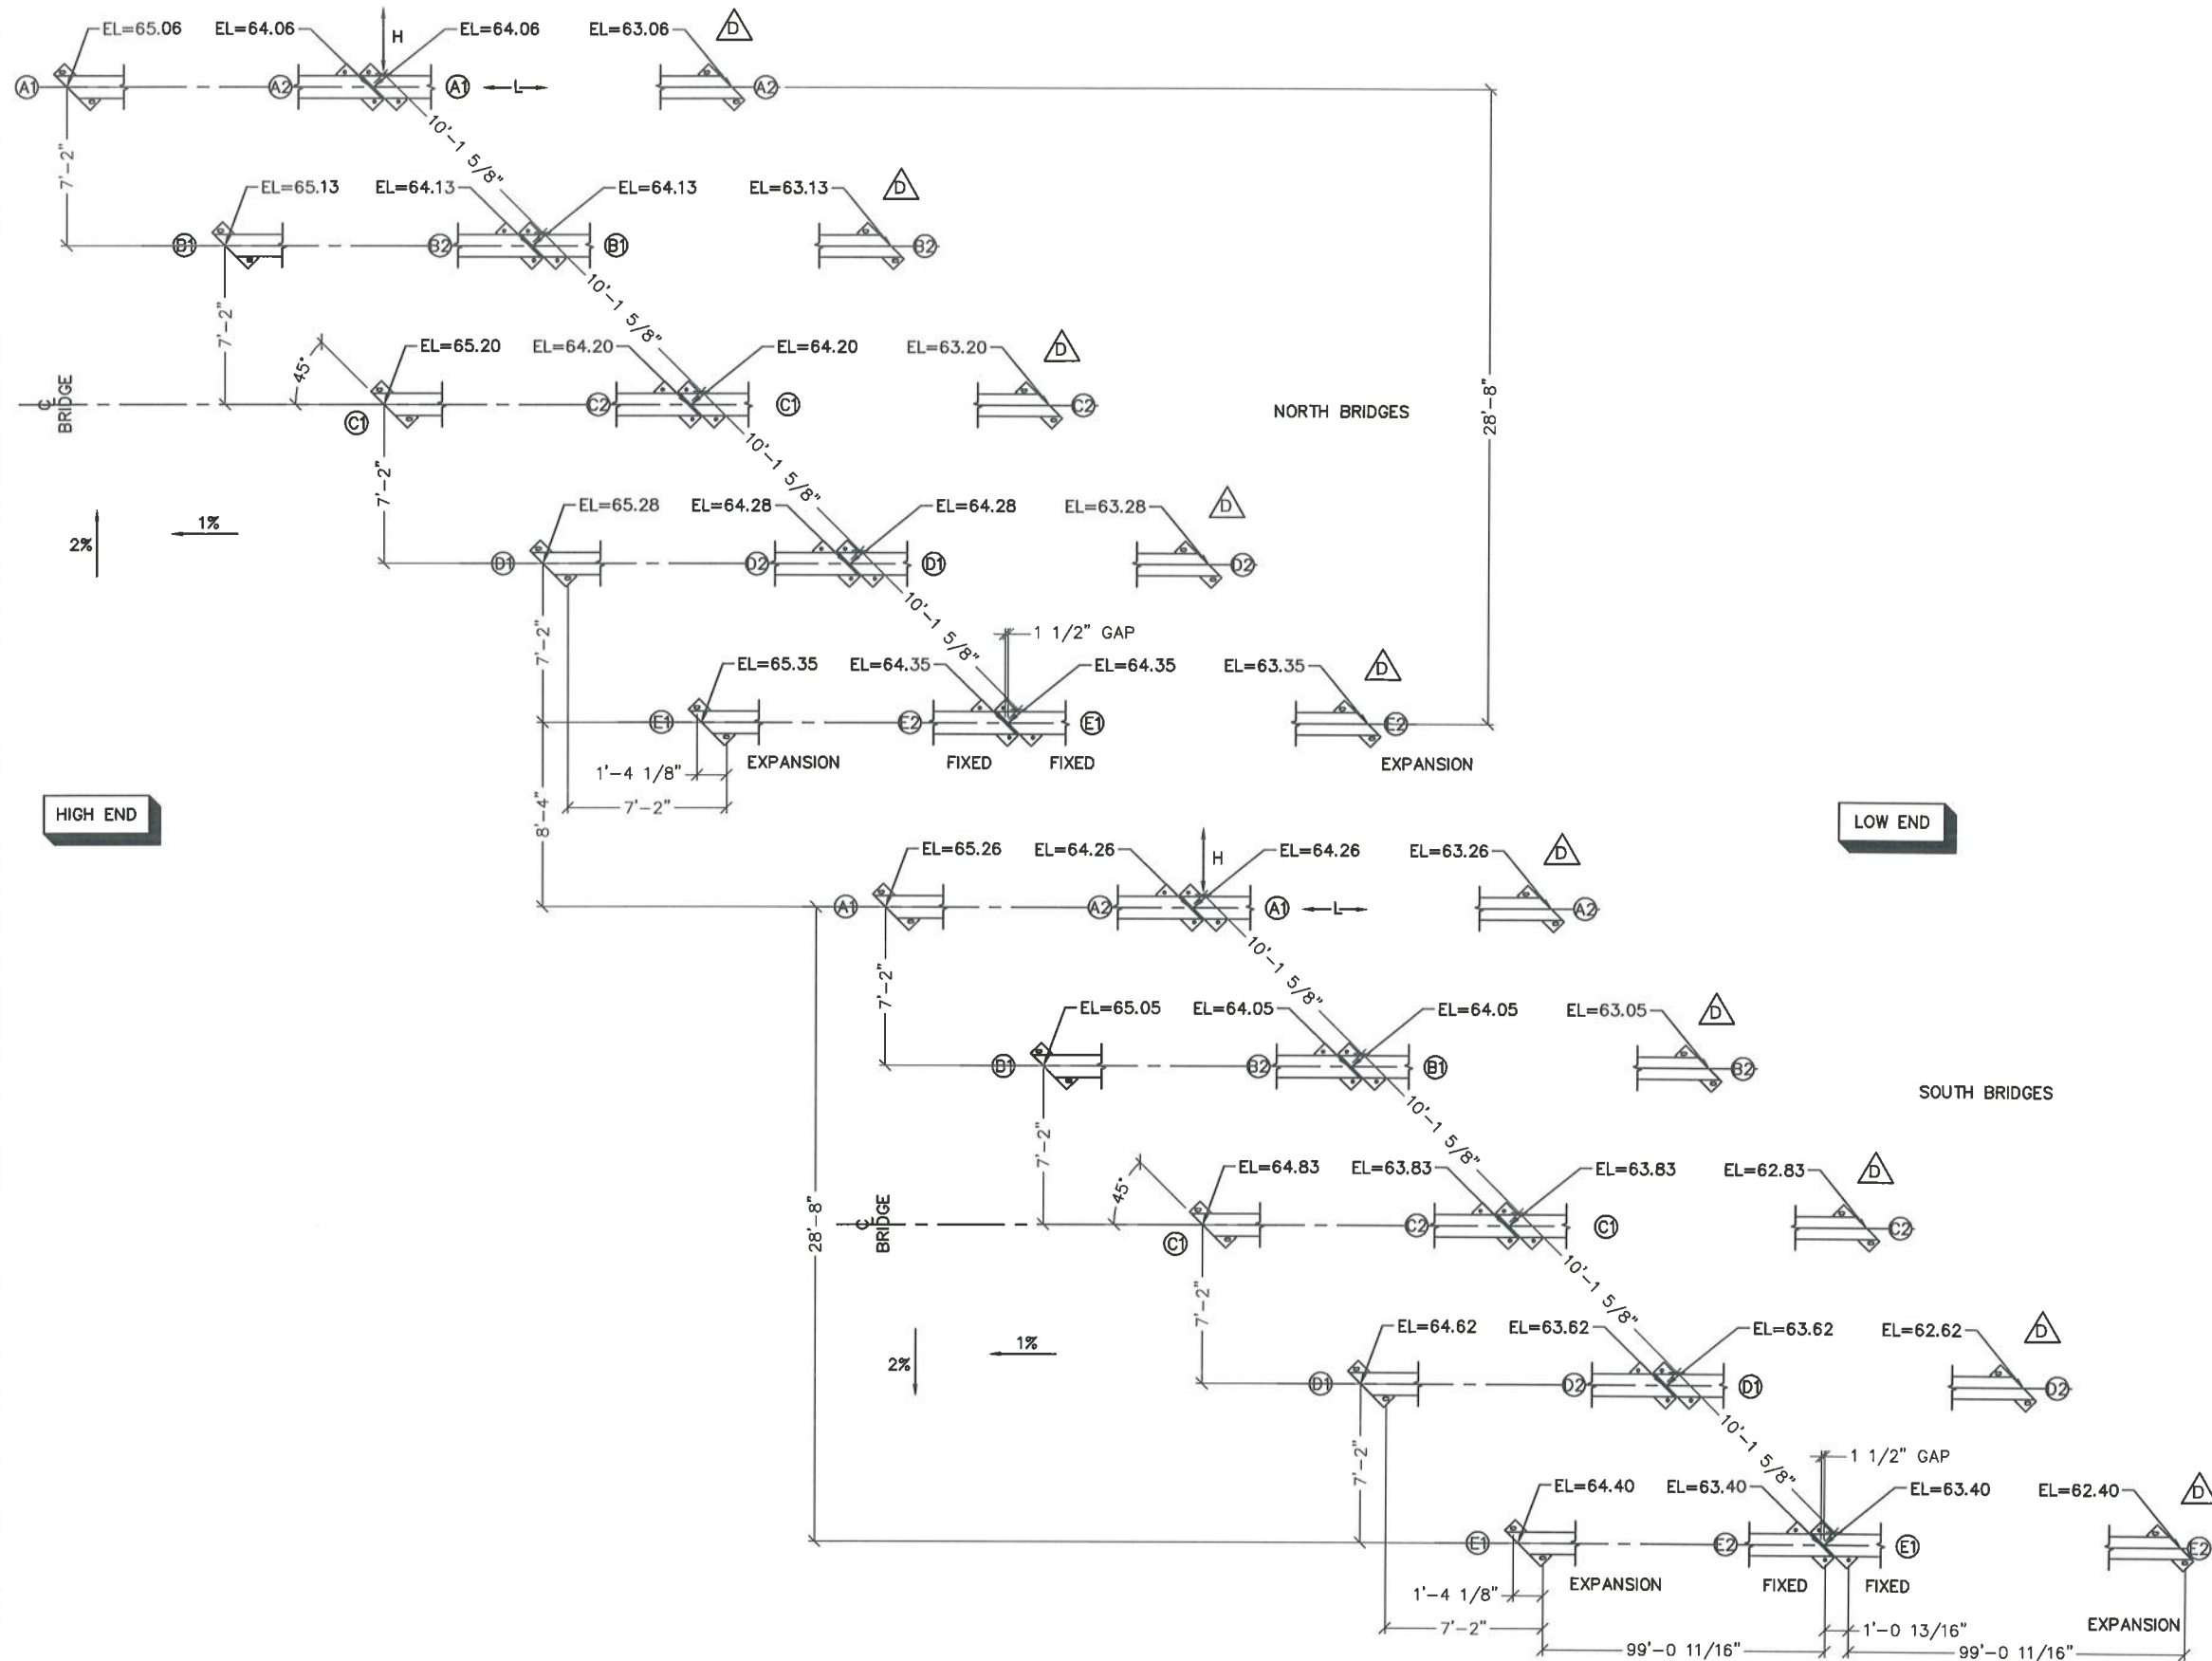 EL=65.06 EL=64.06 H EL=64.06 EL=63.06 D
A1 A2 A1 L A2
10'-1 5/8"
7'-2"
EL=65.13 EL=64.13 EL=64.13 EL=63.13 D
B1 B2 B1 B2
10'-1 5/8"
7'-2"
45°
EL=65.20 EL=64.20 EL=64.20 EL=63.20 D
CL BRIDGE
C1 C2 C1 C2
NORTH BRIDGES
28'-8"
10'-1 5/8"
7'-2"
2% 1%
EL=65.28 EL=64.28 EL=64.28 EL=63.28 D
D1 D2 D1 D2
10'-1 5/8"
7'-2"
1 1/2" GAP
EL=65.35 EL=64.35 EL=64.35 EL=63.35 D
E1 E2 E1 E2
EXPANSION FIXED FIXED EXPANSION
1'-4 1/8"
7'-2"
8'-4"
HIGH END
LOW END
EL=65.26 EL=64.26 H EL=64.26 EL=63.26 D
A1 A2 A1 L A2
10'-1 5/8"
7'-2"
EL=65.05 EL=64.05 EL=64.05 EL=63.05 D
B1 B2 B1 B2
SOUTH BRIDGES
10'-1 5/8"
7'-2"
45°
EL=64.83 EL=63.83 EL=63.83 EL=62.83 D
28'-8"
CL BRIDGE
C1 C2 C1 C2
10'-1 5/8"
7'-2"
2% 1%
EL=64.62 EL=63.62 EL=63.62 EL=62.62 D
D1 D2 D1 D2
10'-1 5/8"
7'-2"
1 1/2" GAP
EL=64.40 EL=63.40 EL=63.40 EL=62.40 D
E1 E2 E1 E2
EXPANSION FIXED FIXED
1'-4 1/8"
EXPANSION
7'-2" 1'-0 13/16"
99'-0 11/16" 99'-0 11/16"